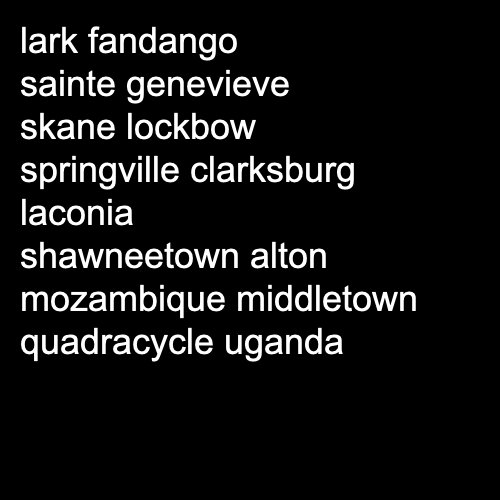 lark fandango
sainte genevieve
skane lockbow
springville clarksburg
laconia
shawneetown alton
mozambique middletown
quadracycle uganda